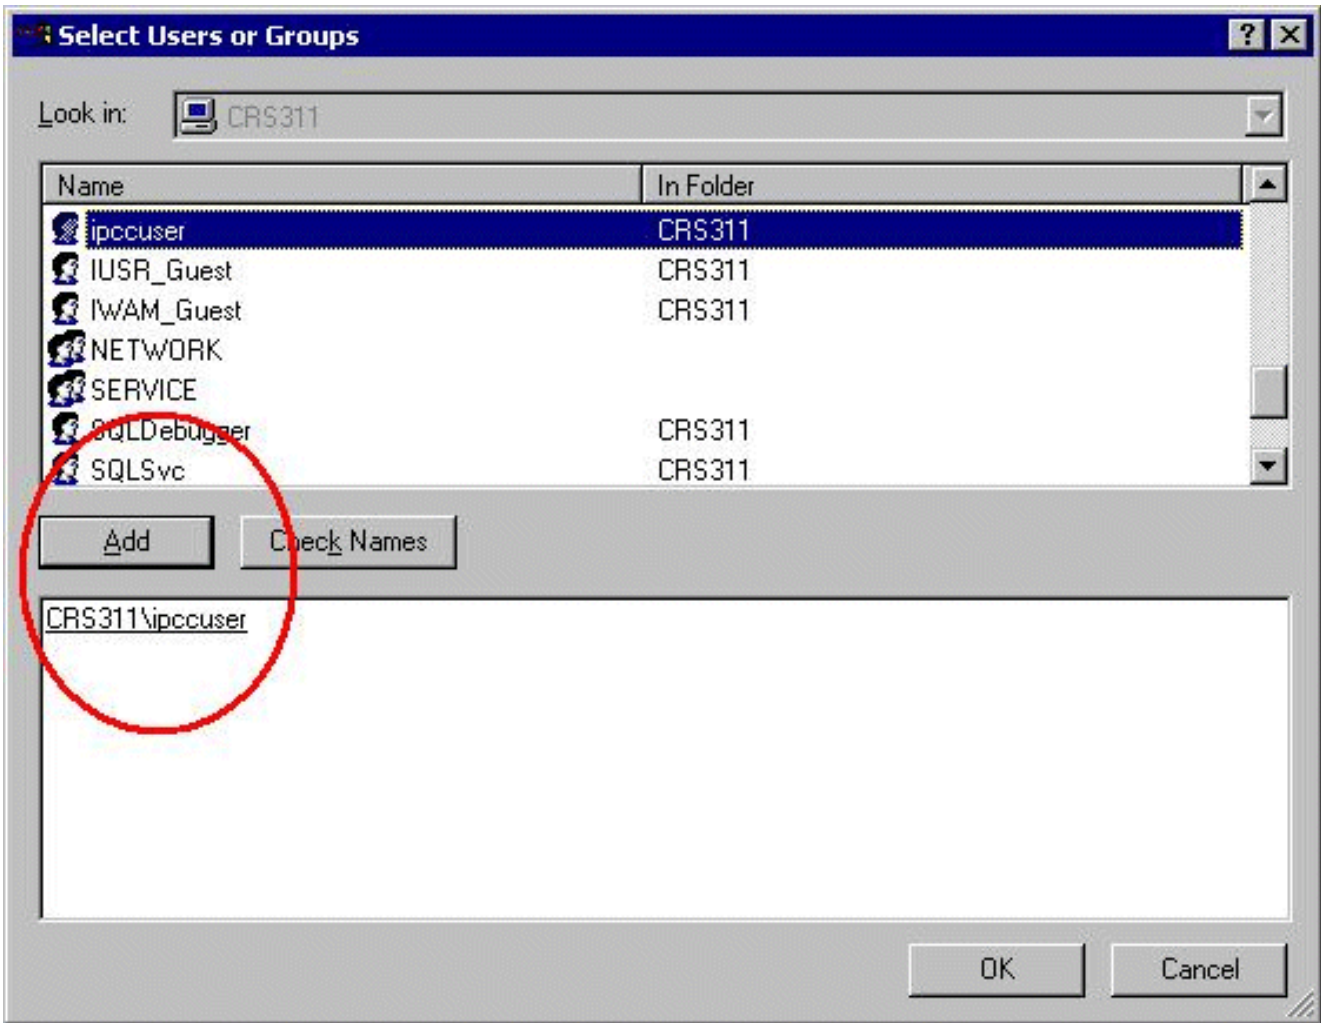 Select Users or Groups
Look in: CRS311
Name In Folder
ipccuser CRS311
IUSR_Guest CRS311
IWAM_Guest CRS311
NETWORK
SERVICE
SQLDebugger CRS311
SQLSvc CRS311
Add Check Names
CRS311\ipccuser
OK Cancel